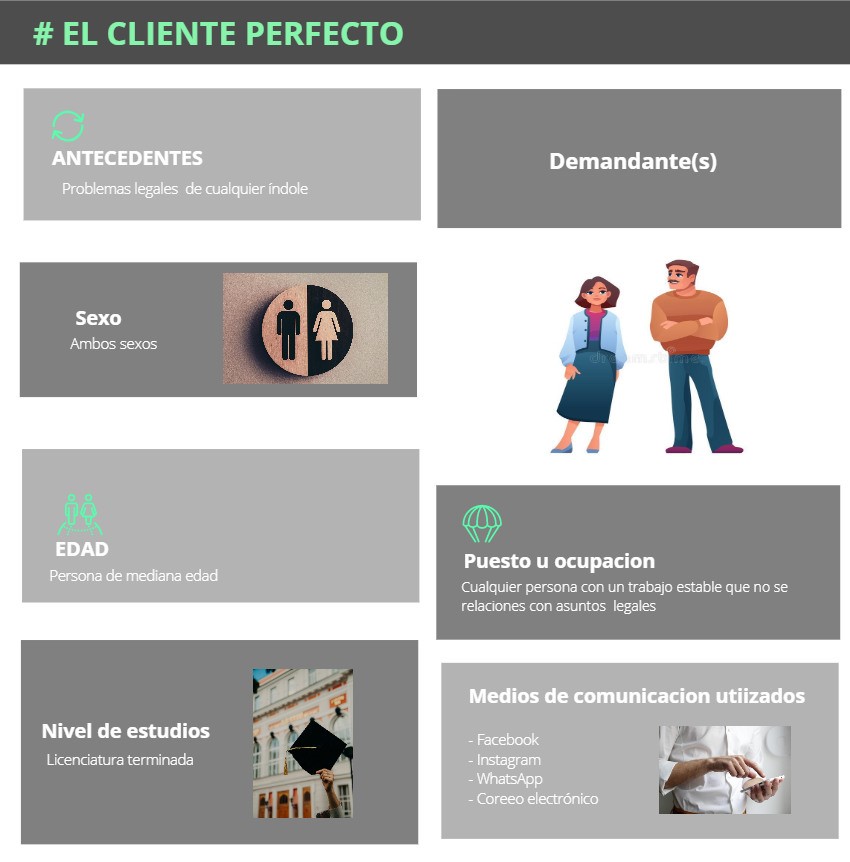 # EL CLIENTE PERFECTO
ANTECEDENTES
Problemas legales de cualquier índole
Demandante(s)
Sexo
Ambos sexos
EDAD
Persona de mediana edad
Puesto u ocupacion
Cualquier persona con un trabajo estable que no se
relaciones con asuntos legales
Nivel de estudios
Licenciatura terminada
Medios de comunicacion utiizados
- Facebook
- Instagram
- WhatsApp
- Coreeo electrónico